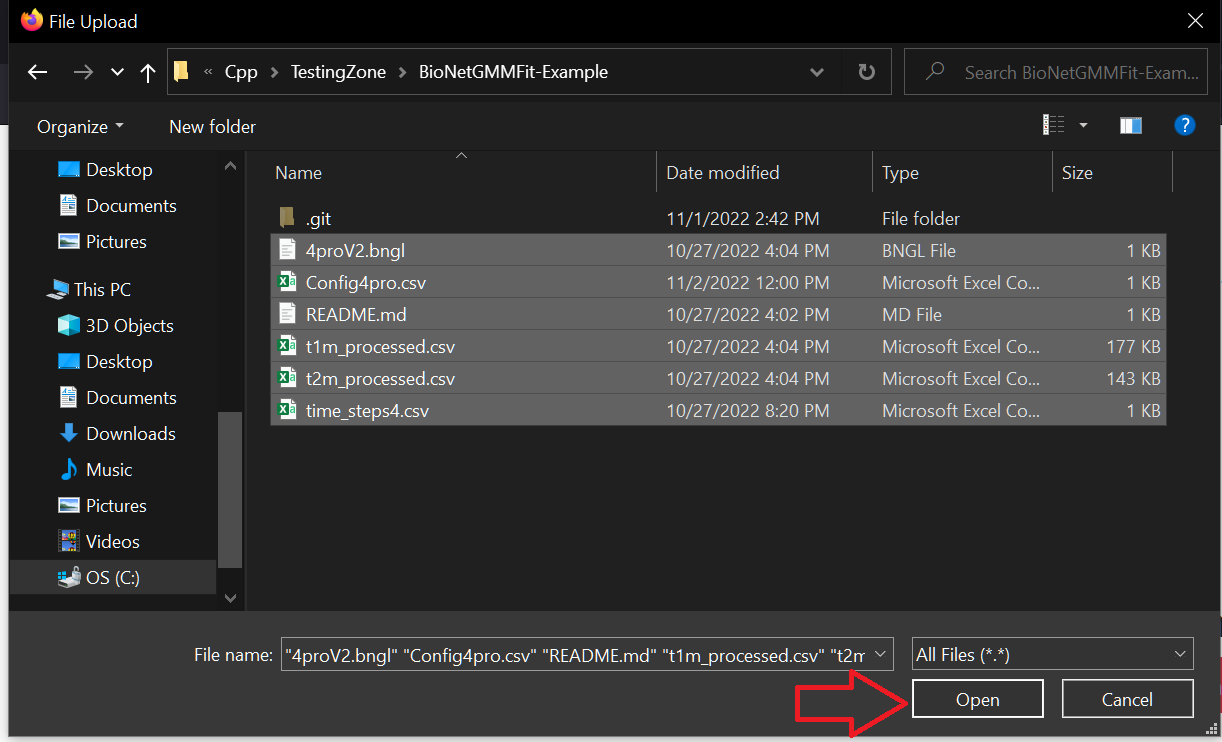 File Upload
« Cpp > TestingZone > BioNetGMMFit-Example
Search BioNetGMMFit-Exam...
Organize
New folder
?
Desktop
Documents
Pictures
This PC
3D Objects
Desktop
Documents
Downloads
Music
Pictures
Videos
OS (C:)
Name Date modified Type Size
.git 11/1/2022 2:42 PM File folder
4proV2.bngl 10/27/2022 4:04 PM BNGL File 1 KB
Config4pro.csv 11/2/2022 12:00 PM Microsoft Excel Co... 1 KB
README.md 10/27/2022 4:02 PM MD File 1 KB
t1m_processed.csv 10/27/2022 4:04 PM Microsoft Excel Co... 177 KB
t2m_processed.csv 10/27/2022 4:04 PM Microsoft Excel Co... 143 KB
time_steps4.csv 10/27/2022 8:20 PM Microsoft Excel Co... 1 KB
File name: "4proV2.bngl" "Config4pro.csv" "README.md" "t1m_processed.csv" "t2m
All Files (*.*)
Open
Cancel